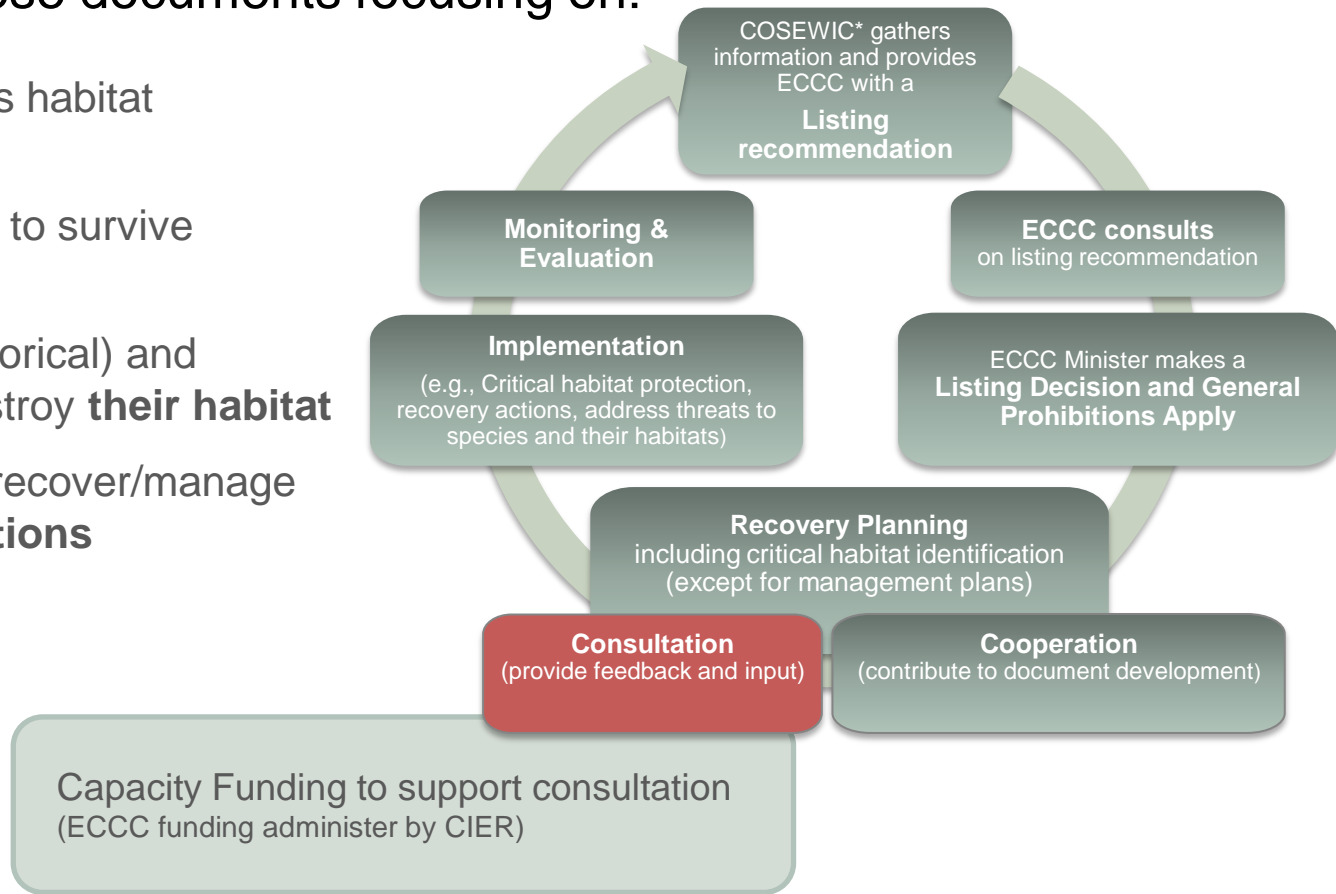 ose documents focusing on:
s habitat
to survive
orical) and
stroy their habitat
recover/manage
tions
COSEWIC* gathers
information and provides
ECCC with a
Listing
recommendation
ECCC consults
on listing recommendation
ECCC Minister makes a
Listing Decision and General
Prohibitions Apply
Recovery Planning
including critical habitat identification
(except for management plans)
Consultation
(provide feedback and input)
Cooperation
(contribute to document development)
Implementation
(e.g., Critical habitat protection,
recovery actions, address threats to
species and their habitats)
Monitoring &
Evaluation
Capacity Funding to support consultation
(ECCC funding administer by CIER)